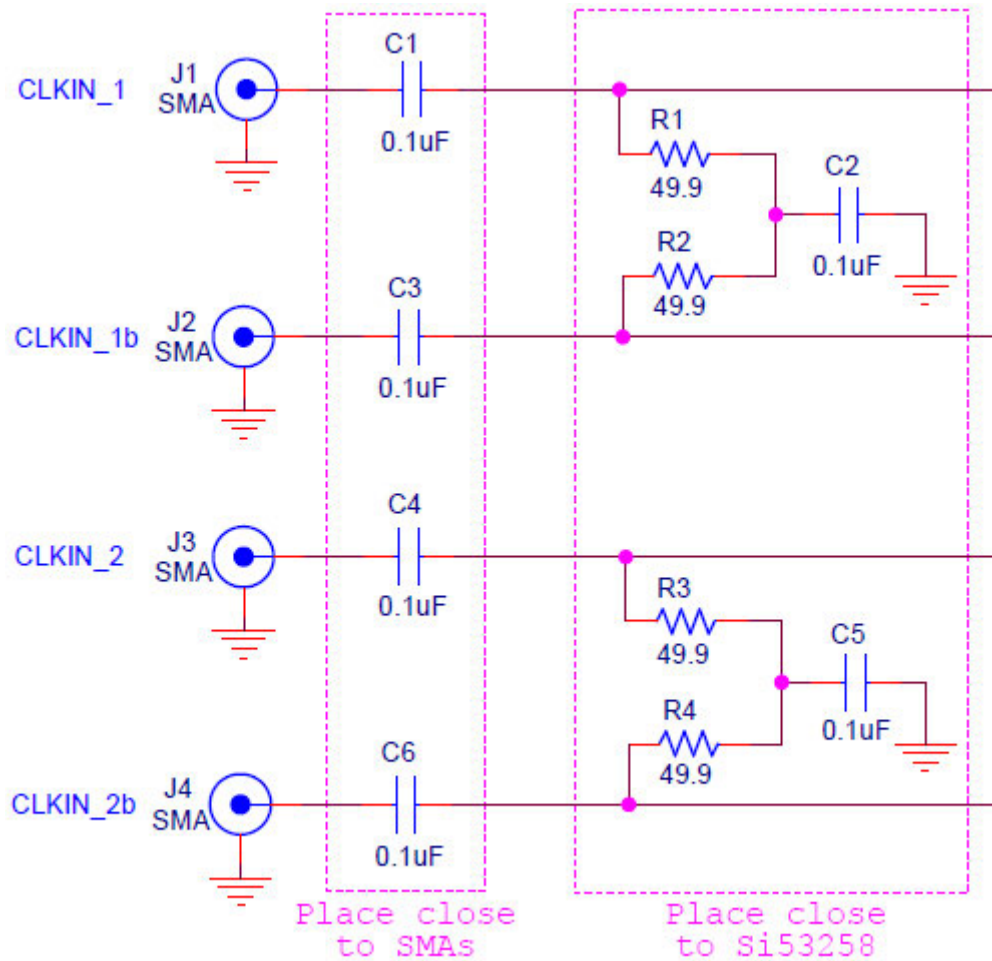 C1
CLKIN_1
J1
SMA
0.1uF
R1
49.9
C2
R2
0.1uF
49.9
C3
CLKIN_1b
J2
SMA
0.1uF
C4
CLKIN_2
J3
SMA
0.1uF
R3
49.9
C5
R4
0.1uF
49.9
C6
CLKIN_2b
J4
SMA
0.1uF
Place close
to SMAs
Place close
to Si53258